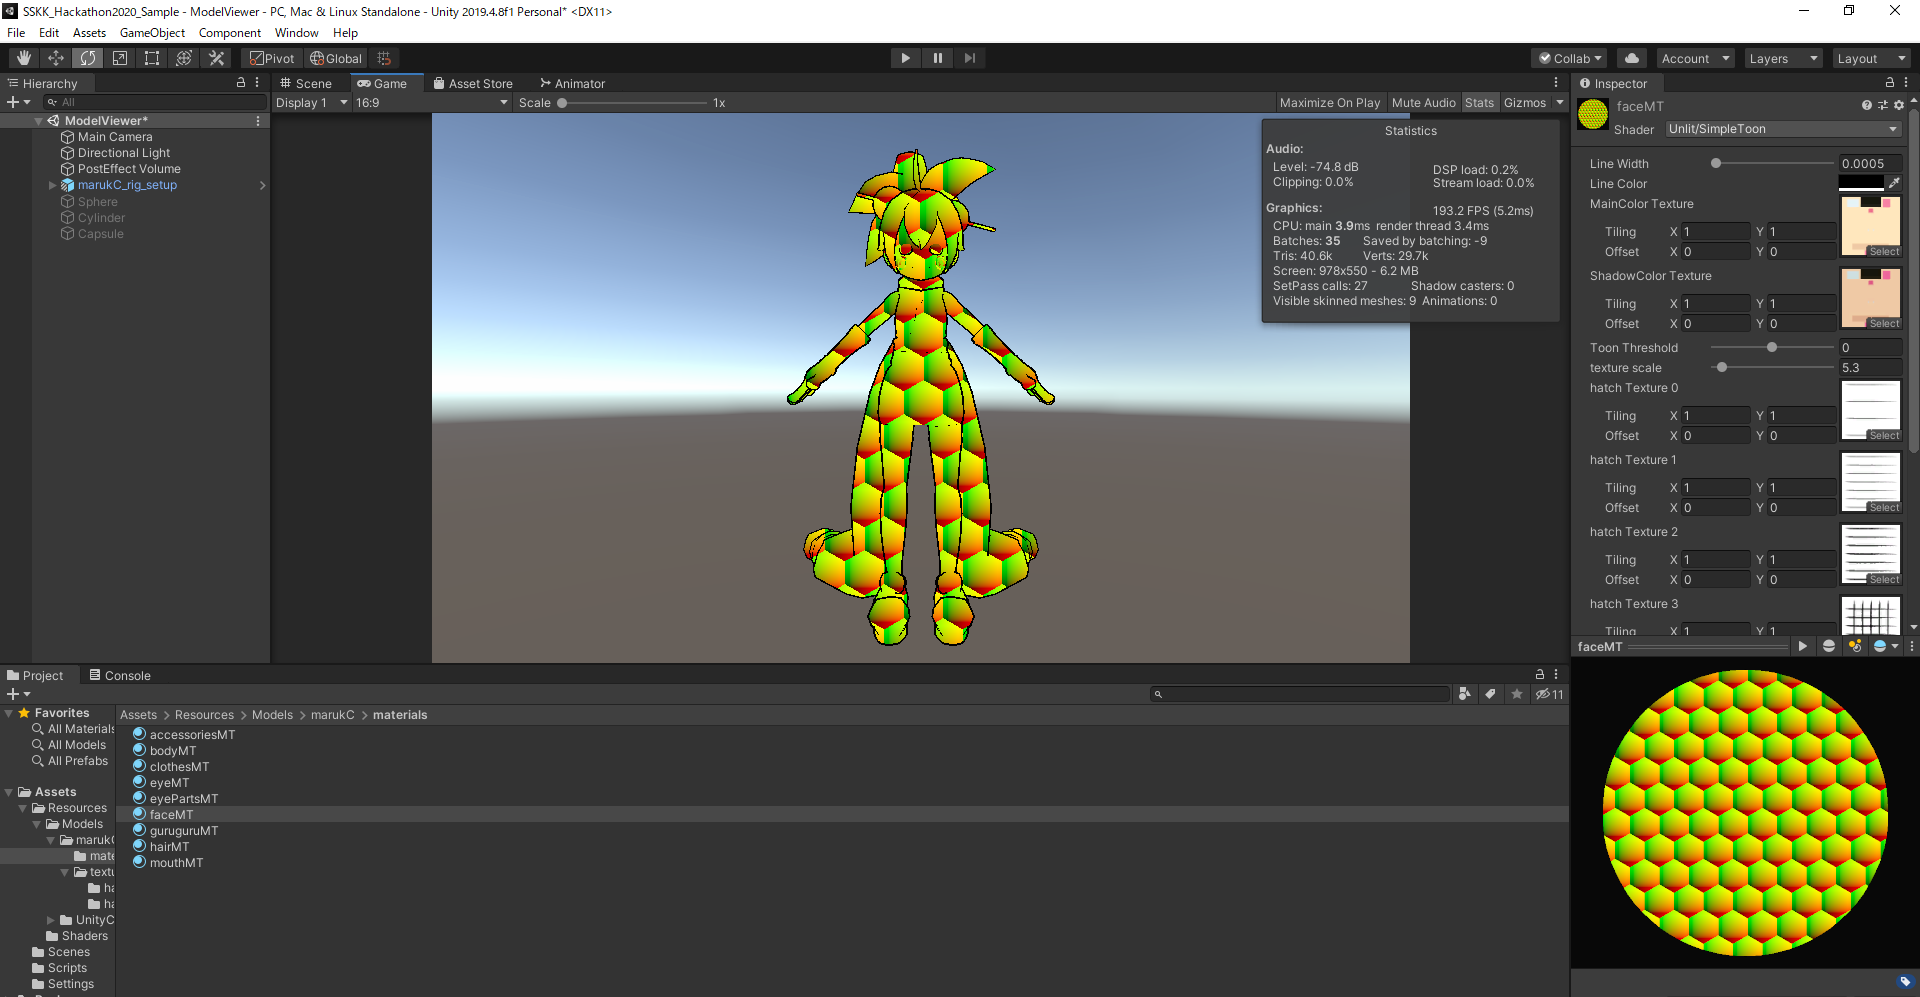 SSKK_Hackathon2020_Sample - ModelViewer - PC, Mac & Linux Standalone - Unity 2019.4.8f1 Personal* <DX11>
File Edit Assets GameObject Component Window Help
Pivot Global Collab Account Layers Layout
Hierarchy
All
ModelViewer*
Main Camera
Directional Light
PostEffect Volume
marukC_rig_setup
Sphere
Cylinder
Capsule
Scene Game Asset Store Animator
Display 1 16:9 Scale 1x Maximize On Play Mute Audio Stats Gizmos
Statistics
Audio:
Level: -74.8 dB DSP load: 0.2%
Clipping: 0.0% Stream load: 0.0%
Graphics: 193.2 FPS (5.2ms)
CPU: main 3.9ms render thread 3.4ms
Batches: 35 Saved by batching: -9
Tris: 40.6k Verts: 29.7k
Screen: 978x550 - 6.2 MB
SetPass calls: 27 Shadow casters: 0
Visible skinned meshes: 9 Animations: 0
Inspector
faceMT
Shader Unlit/SimpleToon
Line Width 0.0005
Line Color
MainColor Texture
Tiling X 1 Y 1
Offset X 0 Y 0 Select
ShadowColor Texture
Tiling X 1 Y 1
Offset X 0 Y 0 Select
Toon Threshold 0
texture scale 5.3
hatch Texture 0
Tiling X 1 Y 1
Offset X 0 Y 0 Select
hatch Texture 1
Tiling X 1 Y 1
Offset X 0 Y 0 Select
hatch Texture 2
Tiling X 1 Y 1
Offset X 0 Y 0 Select
hatch Texture 3
Tiling X 1 Y 1
faceMT
Project Console
11
Favorites
All Materials
All Models
All Prefabs
Assets
Resources
Models
marukC
mate
textu
ha
ha
UnityC
Shaders
Scenes
Scripts
Settings
Assets > Resources > Models > marukC > materials
accessoriesMT
bodyMT
clothesMT
eyeMT
eyePartsMT
faceMT
guruguruMT
hairMT
mouthMT